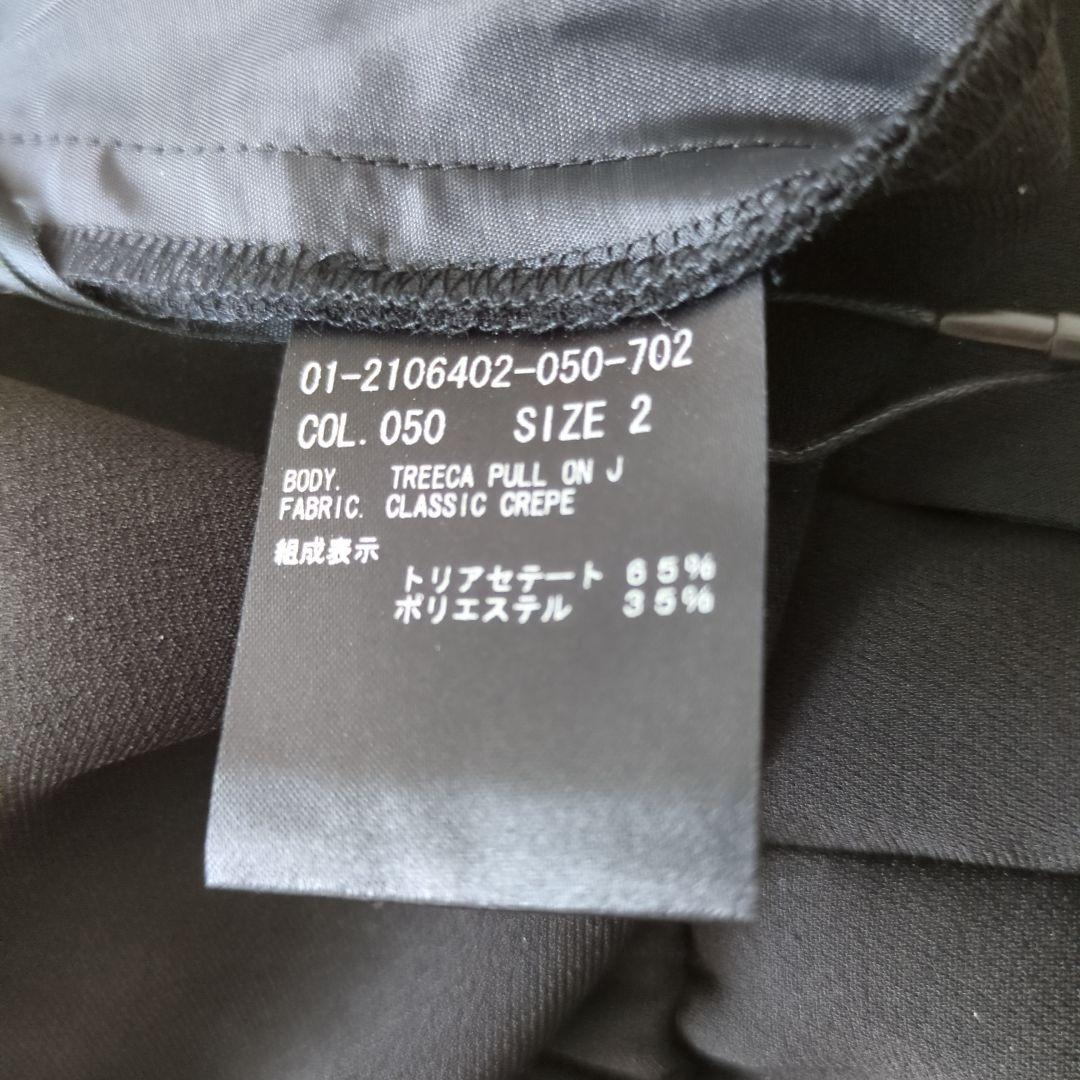 01-2106402-050-702
COL. 050 SIZE 2
BODY. TREECA PULL ON J
FABRIC. CLASSIC CREPE
組成表示
トリアセテート 65%
ポリエステル 35%